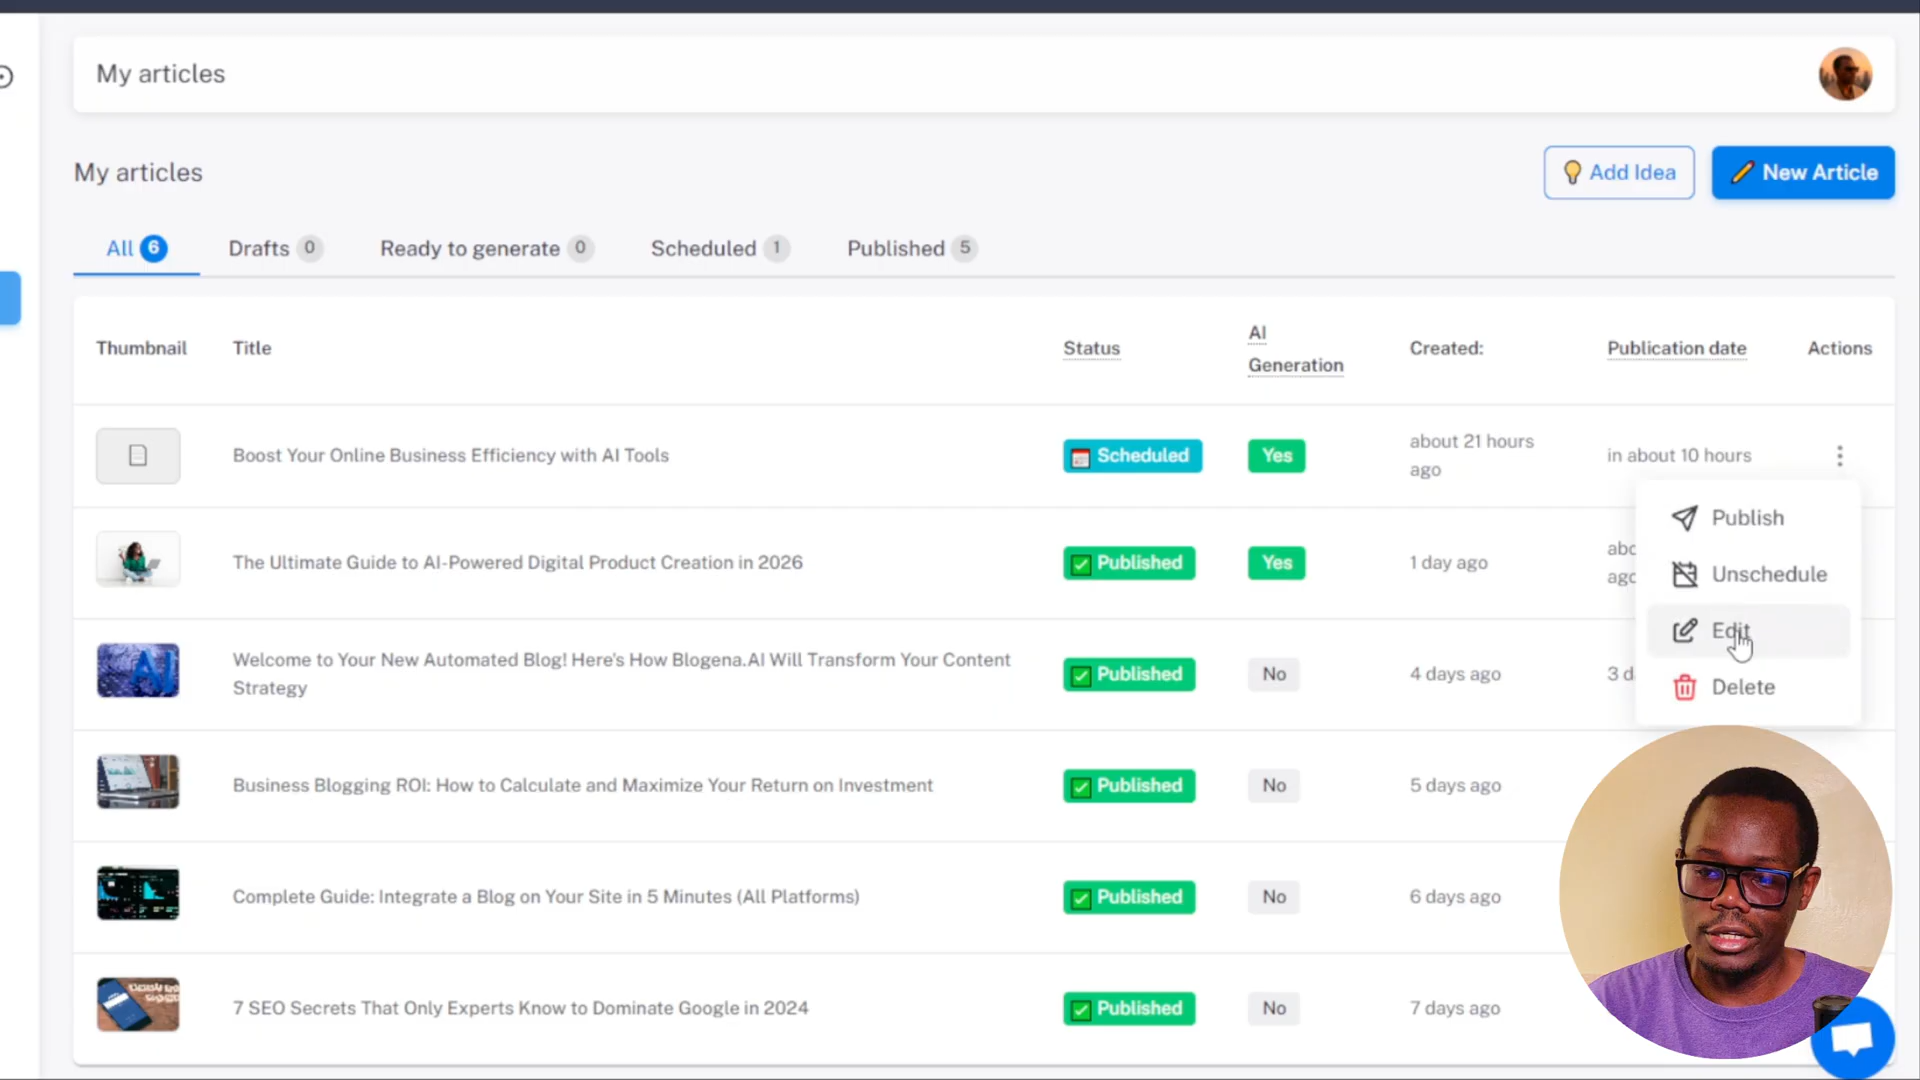 My articles
My articles
Add Idea
New Article
All 6
Drafts 0
Ready to generate 0
Scheduled 1
Published 5
Thumbnail
Title
Status
AI
Generation
Created:
Publication date
Actions
Boost Your Online Business Efficiency with AI Tools
Scheduled
Yes
about 21 hours
ago
in about 10 hours
Publish
Unschedule
Edit
Delete
The Ultimate Guide to AI-Powered Digital Product Creation in 2026
Published
Yes
1 day ago
abo
ago
Welcome to Your New Automated Blog! Here's How Blogena.AI Will Transform Your Content
Strategy
Published
No
4 days ago
3 d
Business Blogging ROI: How to Calculate and Maximize Your Return on Investment
Published
No
5 days ago
Complete Guide: Integrate a Blog on Your Site in 5 Minutes (All Platforms)
Published
No
6 days ago
7 SEO Secrets That Only Experts Know to Dominate Google in 2024
Published
No
7 days ago